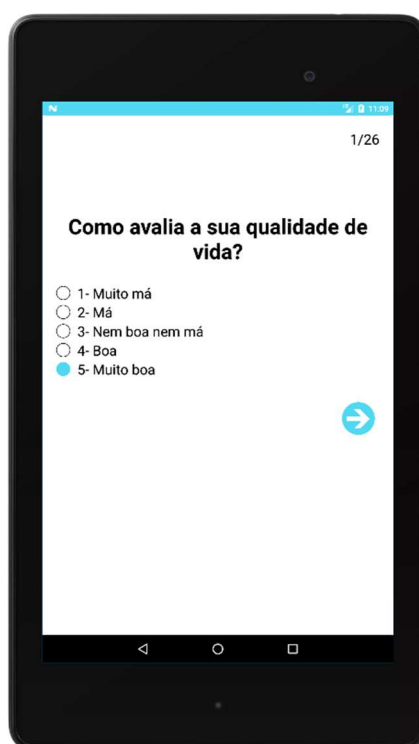 11:09
1/26
Como avalia a sua qualidade de
vida?
1- Muito má
2- Má
3- Nem boa nem má
4- Boa
5- Muito boa